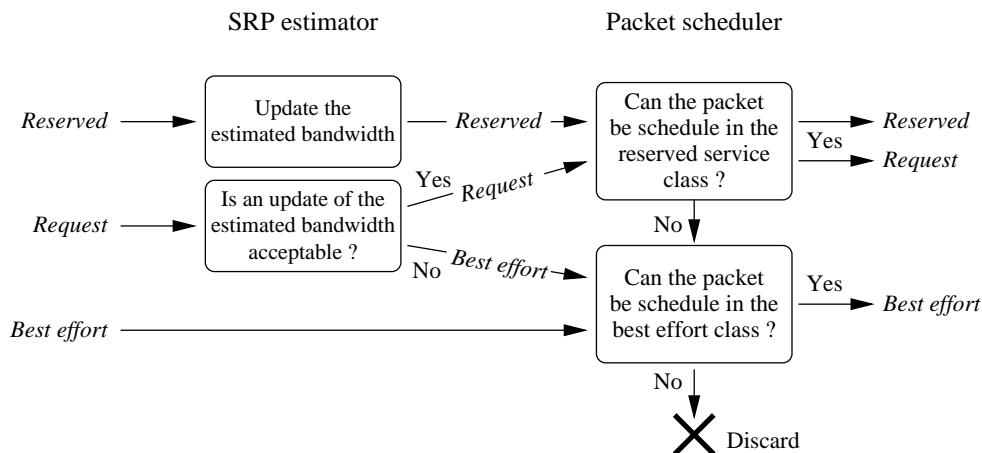 SRP estimator
Packet scheduler
Reserved
Update the
estimated bandwidth
Reserved
Can the packet
be schedule in the
reserved service
class ?
Reserved
Yes
Request
Request
Is an update of the
estimated bandwidth
acceptable ?
Yes
Request
No
Best effort
No
Best effort
Can the packet
be schedule in the
best effort class ?
Yes
Best effort
No
Discard